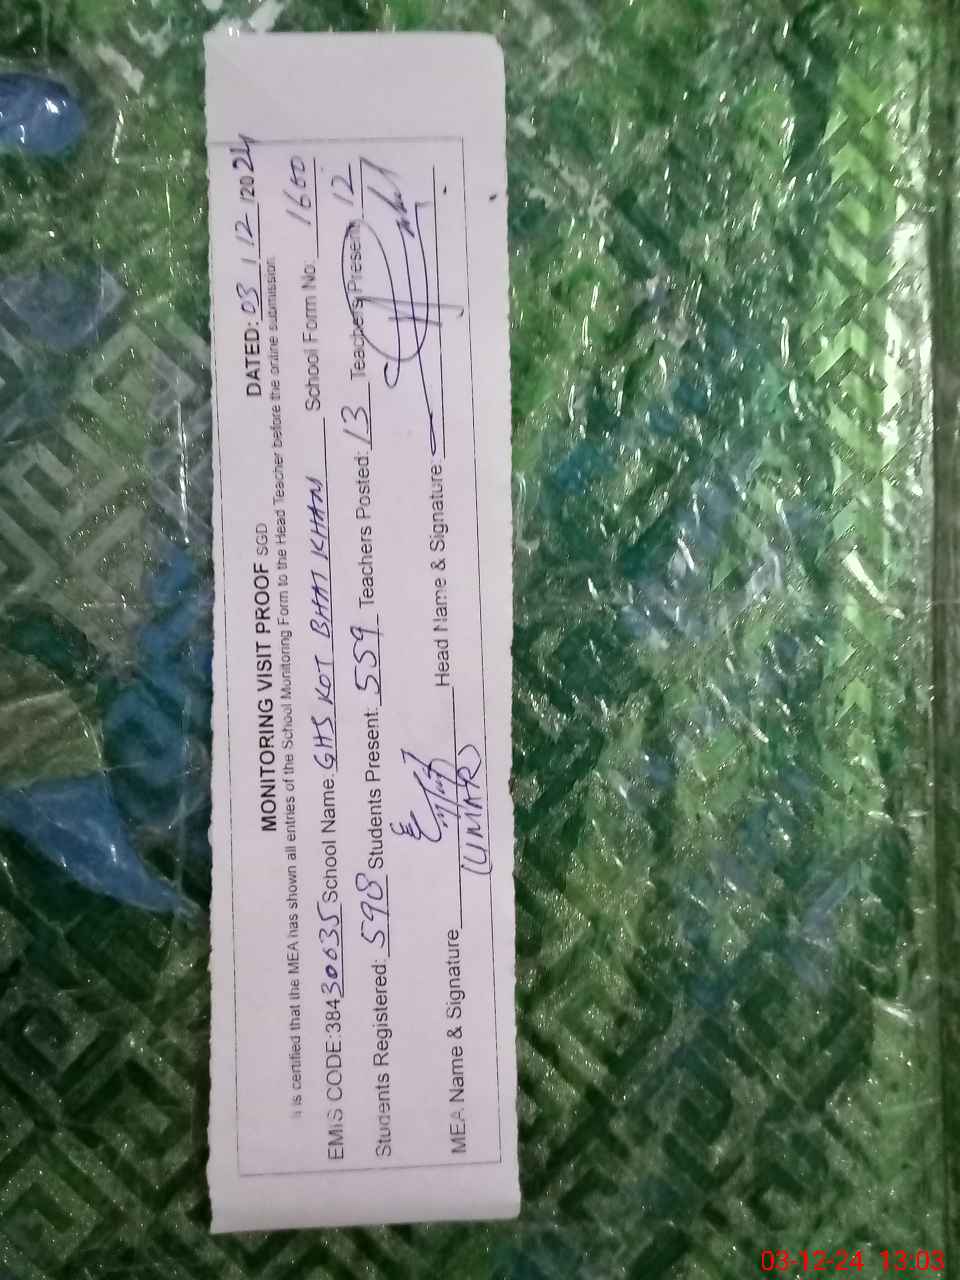 MONITORING VISIT PROOF SGD DATED: 03 / 12 /2024
It is certified that the MEA has shown all entries of the School Monitoring Form to the Head Teacher before the online submission
EMIS CODE:38430035 School Name: GHS KOT BHAI KHAN School Form No: 1660
Students Registered: 598 Students Present: 559 Teachers Posted: 13 Teachers Present 12
MEA Name & Signature Head Name & Signature:
(UMAR)
03-12-24 13:03